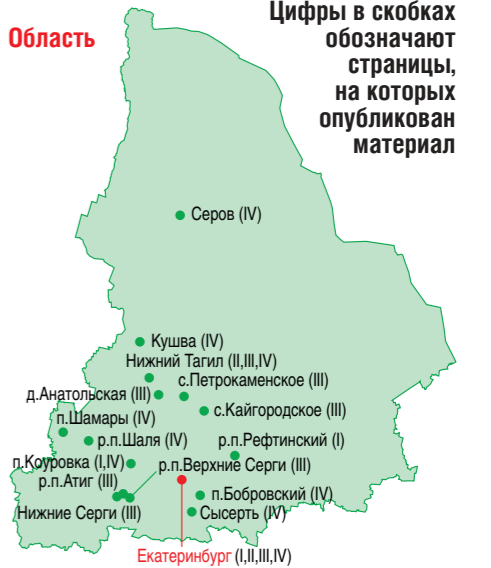 Область
Цифры в скобках
обозначают
страницы,
на которых
опубликован
материал
Серов (IV)
Кушва (IV)
Нижний Тагил (II,III,IV)
с.Петрокаменское (III)
д.Анатольская (III)
с.Кайгородское (III)
п.Шамары (IV)
р.п.Шаля (IV)
р.п.Рефтинский (I)
п.Коуровка (I,IV)
р.п.Верхние Серги (III)
р.п.Атиг (III)
п.Бобровский (IV)
Нижние Серги (III)
Сысерть (IV)
Екатеринбург (I,II,III,IV)